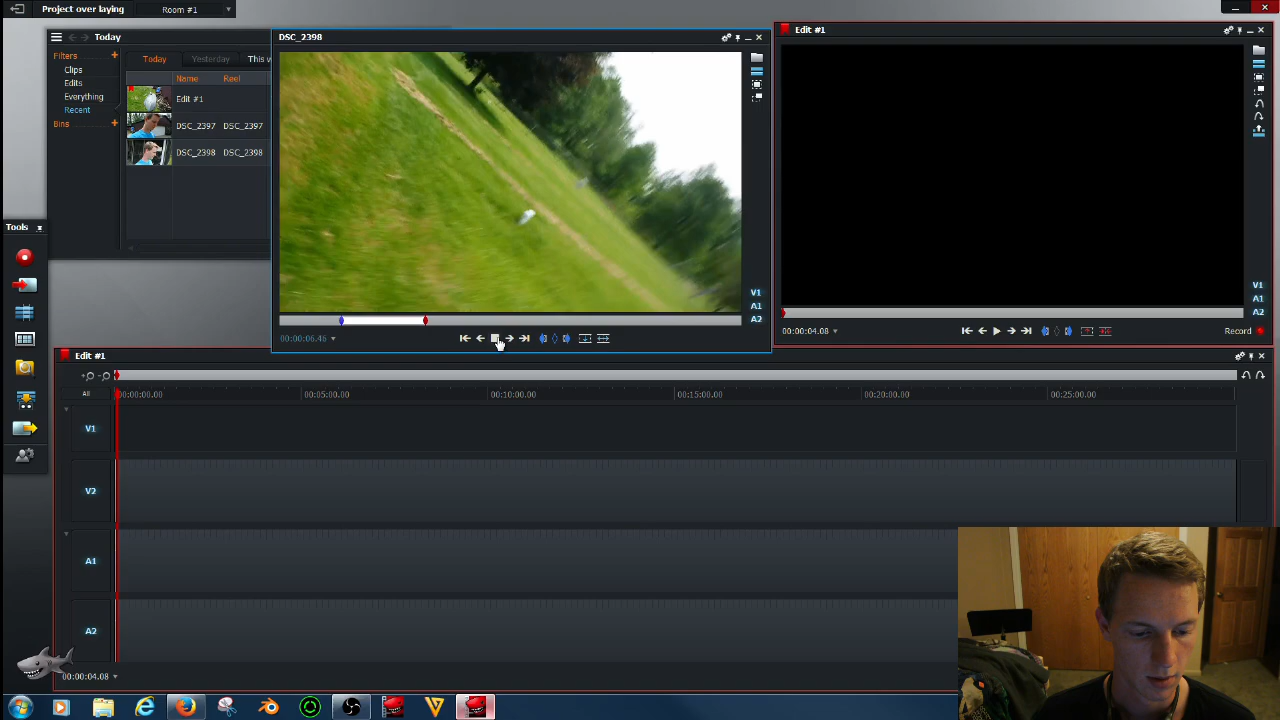 Project over laying
Room #1
Today
Filters +
Clips
Edits
Everything
Recent
Bins +
Today Yesterday This w
Name Reel
Edit #1
DSC_2397 DSC_2397
DSC_2398 DSC_2398
DSC_2398
V1
A1
A2
00:00:06.46
Edit #1
V1
A1
A2
00:00:04.08
Record
Tools
Edit #1
All
00:00:00.00 00:05:00.00 00:10:00.00 00:15:00.00 00:20:00.00 00:25:00.00
V1
V2
A1
A2
00:00:04.08